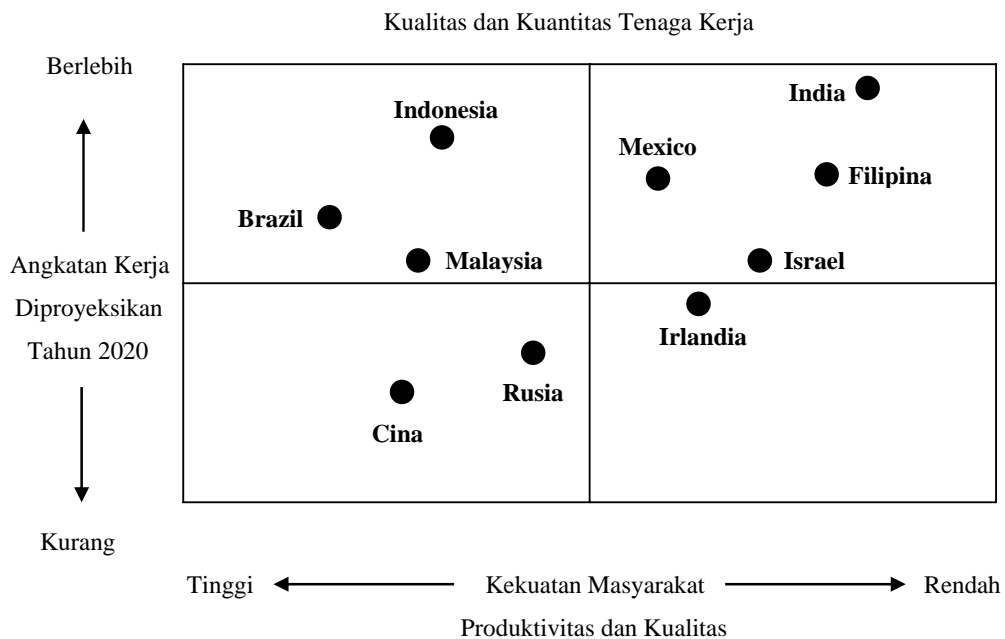 Kualitas dan Kuantitas Tenaga Kerja
Berlebih
India
Indonesia
Mexico
Filipina
Brazil
Malaysia
Israel
Angkatan Kerja
Diproyeksikan
Tahun 2020
Irlandia
Rusia
Cina
Kurang
Tinggi
Kekuatan Masyarakat
Rendah
Produktivitas dan Kualitas